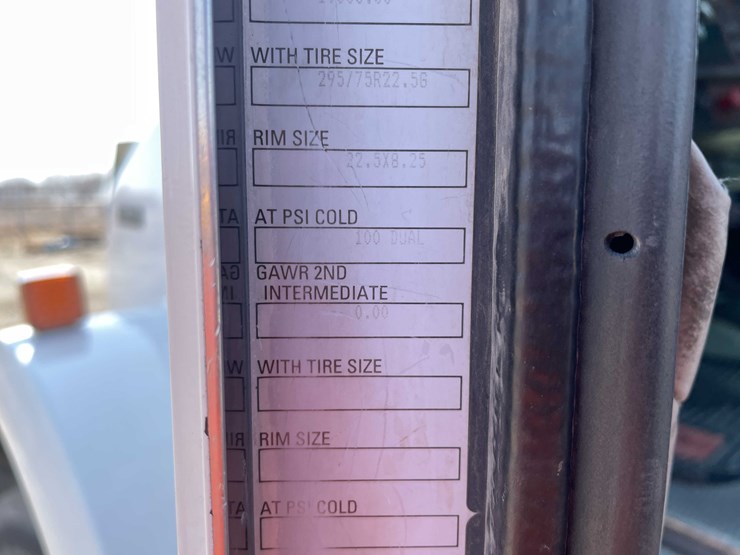 WITH TIRE SIZE
295/75R22.5G
RIM SIZE
22.5X8.25
AT PSI COLD
100 DUAL
GAWR 2ND
INTERMEDIATE
0.00
WITH TIRE SIZE
RIM SIZE
AT PSI COLD